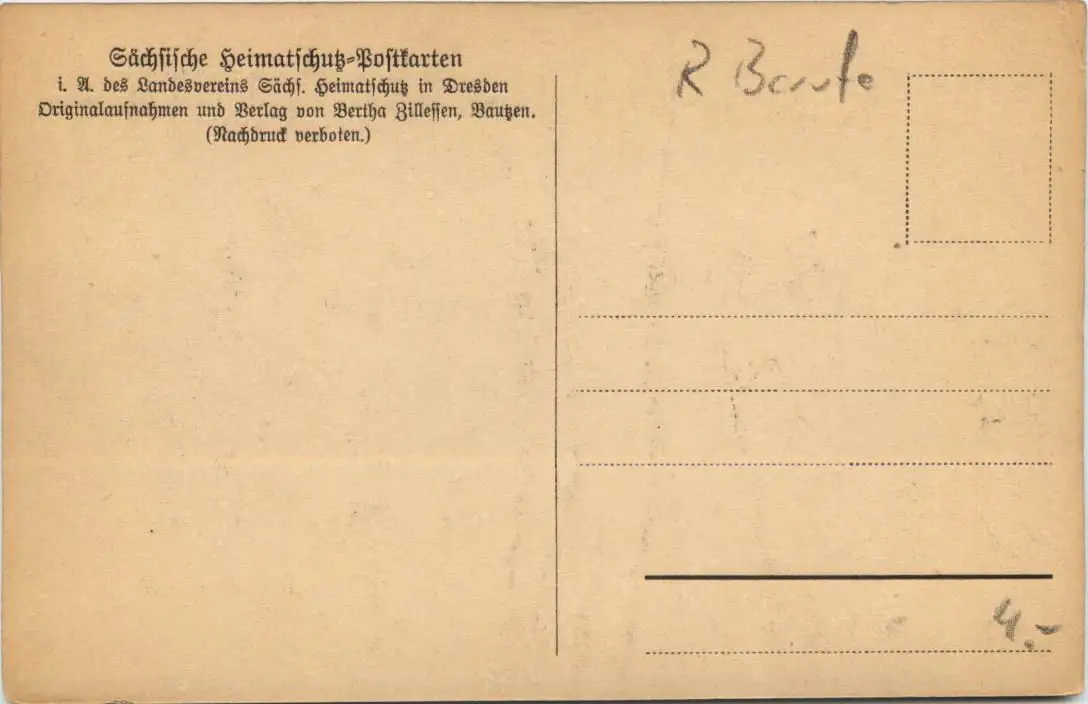 Sächsische Heimatschutz-Postkarten
i. A. des Landesvereins Sächs. Heimatschutz in Dresden
Originalaufnahmen und Verlag von Bertha Zillessen, Bautzen.
(Nachdruck verboten.)
R
4.-